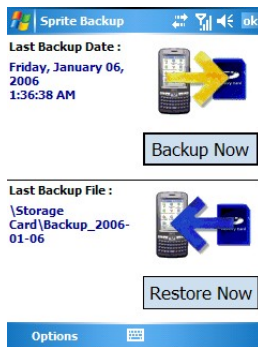 Sprite Backup ok
Last Backup Date :
Friday, January 06,
2006
1:36:38 AM
Backup Now
Last Backup File :
\Storage
Card\Backup_2006-
01-06
Restore Now
Options